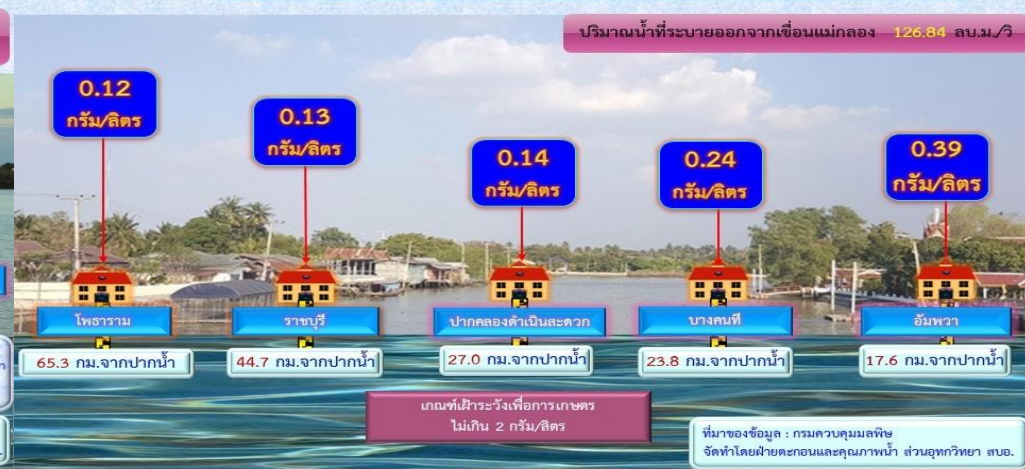 ปริมาณน้ำที่ระบายออกจากเขื่อนแม่กลอง 126.84 ลบ.ม./วิ
0.12
กรัม/ลิตร
0.13
กรัม/ลิตร
0.14
กรัม/ลิตร
0.24
กรัม/ลิตร
0.39
กรัม/ลิตร
โพธาราม
ราชบุรี
ปากคลองดำเนินสะดวก
บางคนที
อัมพวา
65.3 กม.จากปากน้ำ
44.7 กม.จากปากน้ำ
27.0 กม.จากปากน้ำ
23.8 กม.จากปากน้ำ
17.6 กม.จากปากน้ำ
เกณฑ์เฝ้าระวังเพื่อการเกษตร
ไม่เกิน 2 กรัม/ลิตร
ที่มาของข้อมูล : กรมควบคุมมลพิษ
จัดทำโดยฝ่ายตะกอนและคุณภาพน้ำ ส่วนอุทกวิทยา สบอ.